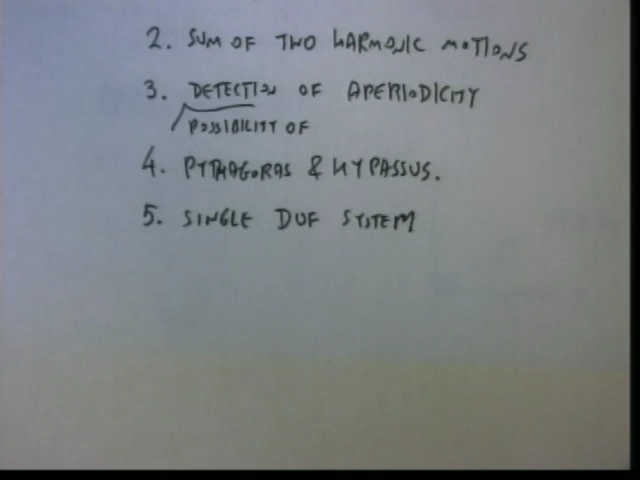 2. SUM OF TWO HARMONIC MOTIONS
3. DETECTION OF APERIODICITY
POSSIBILITY OF
4. PYTHAGORAS & HYPASSUS.
5. SINGLE DOF SYSTEM